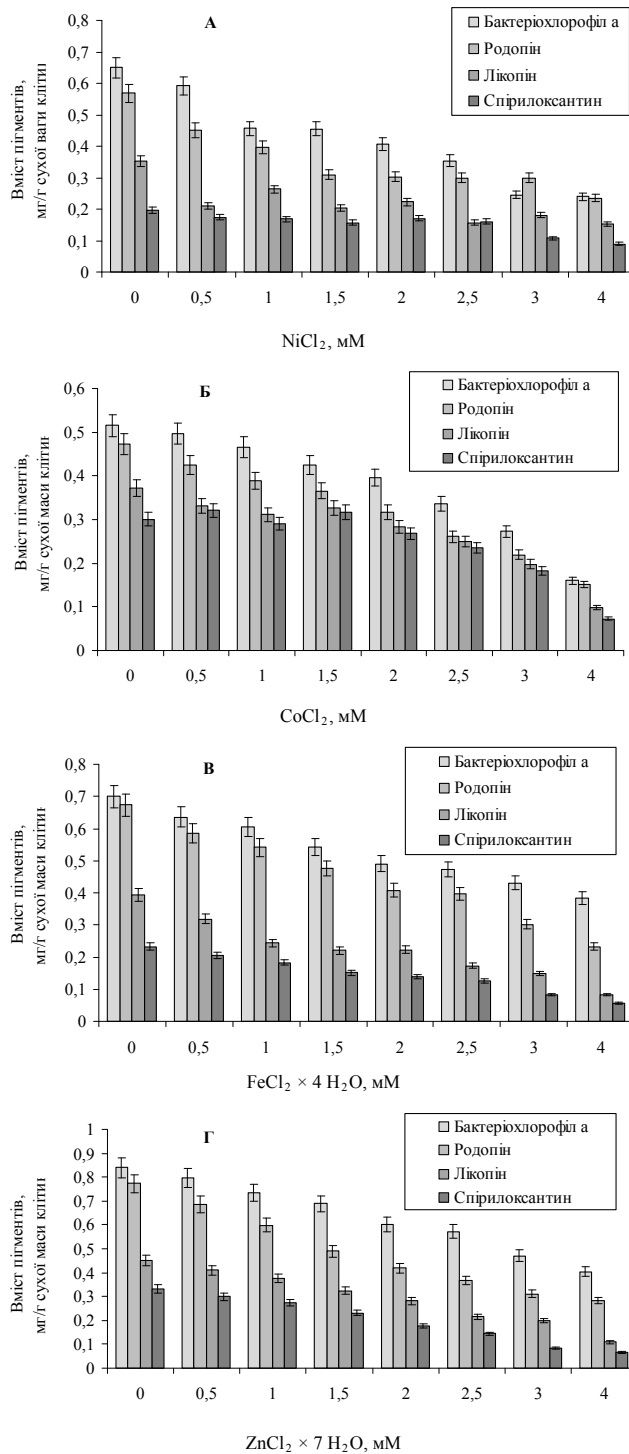 А
Вміст пігментів,
мг/г сухої ваги клітин
0,8
0,7
0,6
0,5
0,4
0,3
0,2
0,1
0
Бактеріохлорофіл а
Родопін
Лікопін
Спірилоксантин
0 0,5 1 1,5 2 2,5 3 4
NiCl2, мМ
Б
Вміст пігментів,
мг/г сухої маси клітин
0,6
0,5
0,4
0,3
0,2
0,1
0
Бактеріохлорофіл а
Родопін
Лікопін
Спірилоксантин
0 0,5 1 1,5 2 2,5 3 4
CoCl2, мМ
В
Вміст пігментів,
мг/г сухої маси клітин
0,8
0,7
0,6
0,5
0,4
0,3
0,2
0,1
0
Бактеріохлорофіл а
Родопін
Лікопін
Спірилоксантин
0 0,5 1 1,5 2 2,5 3 4
FeCl2 × 4 H2O, мМ
Г
Вміст пігментів,
мг/г сухої маси клітин
1
0,9
0,8
0,7
0,6
0,5
0,4
0,3
0,2
0,1
0
Бактеріохлорофіл а
Родопін
Лікопін
Спірилоксантин
0 0,5 1 1,5 2 2,5 3 4
ZnCl2 × 7 H2O, мМ